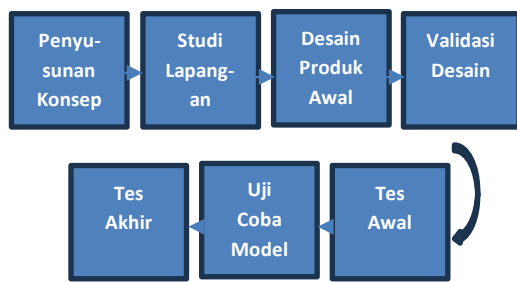 Penyu-
sunan
Konsep
Studi
Lapang-
an
Desain
Produk
Awal
Validasi
Desain
Tes
Awal
Uji
Coba
Model
Tes
Akhir